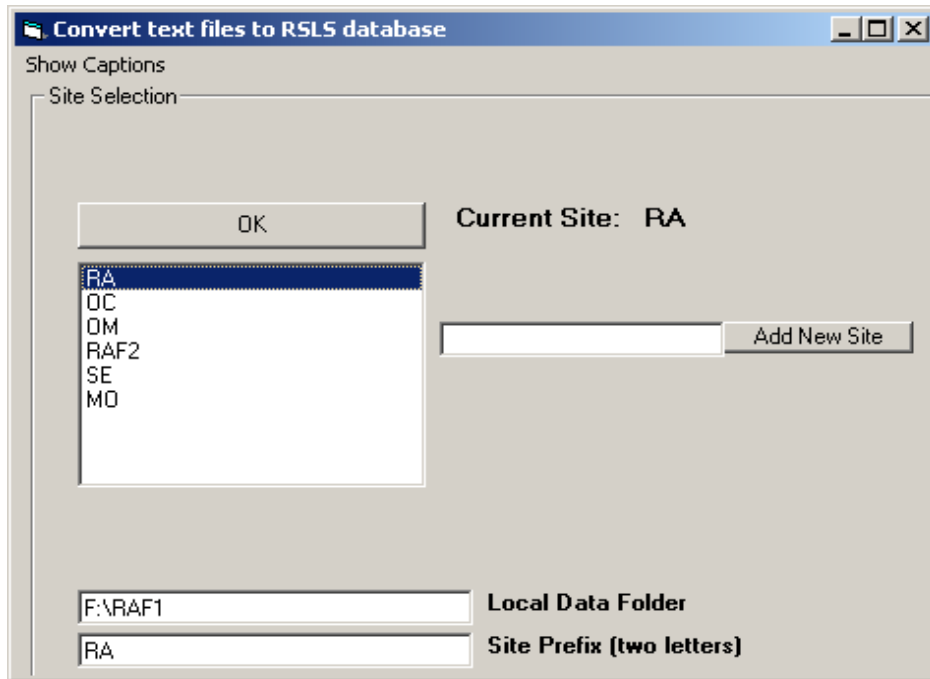 Convert text files to RSLS database
Show Captions
Site Selection
OK
Current Site: RA
RA
OC
OM
RAF2
SE
MO
Add New Site
F:\RAF1
Local Data Folder
RA
Site Prefix (two letters)